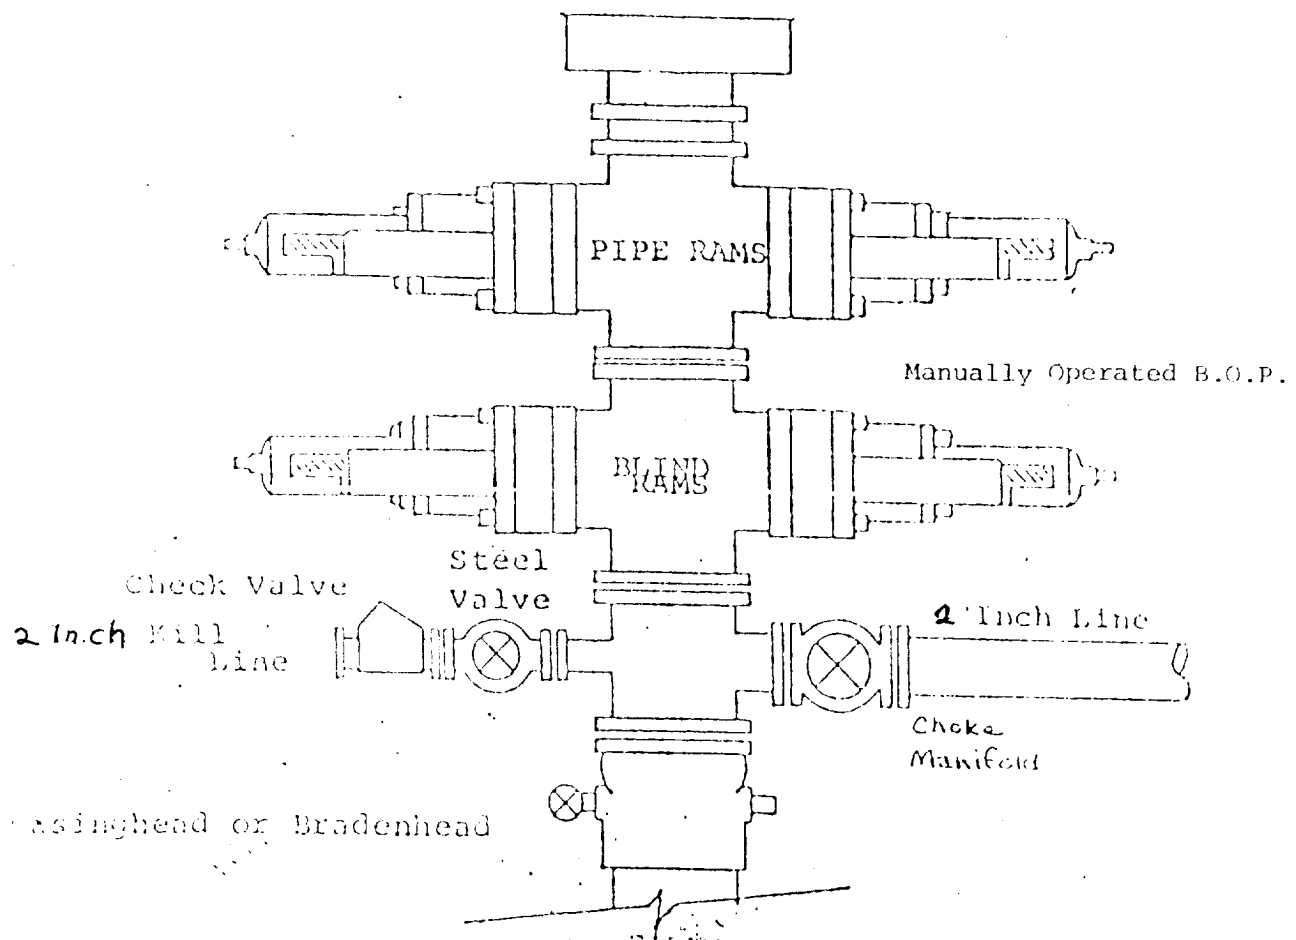 PIPE RAMS
Manually Operated B.O.P.
BLIND
RAMS
Steel
Valve
Check Valve
2 Inch Kill
Line
2 Inch Line
Choke
Manifold
asinghead or Bradenhead